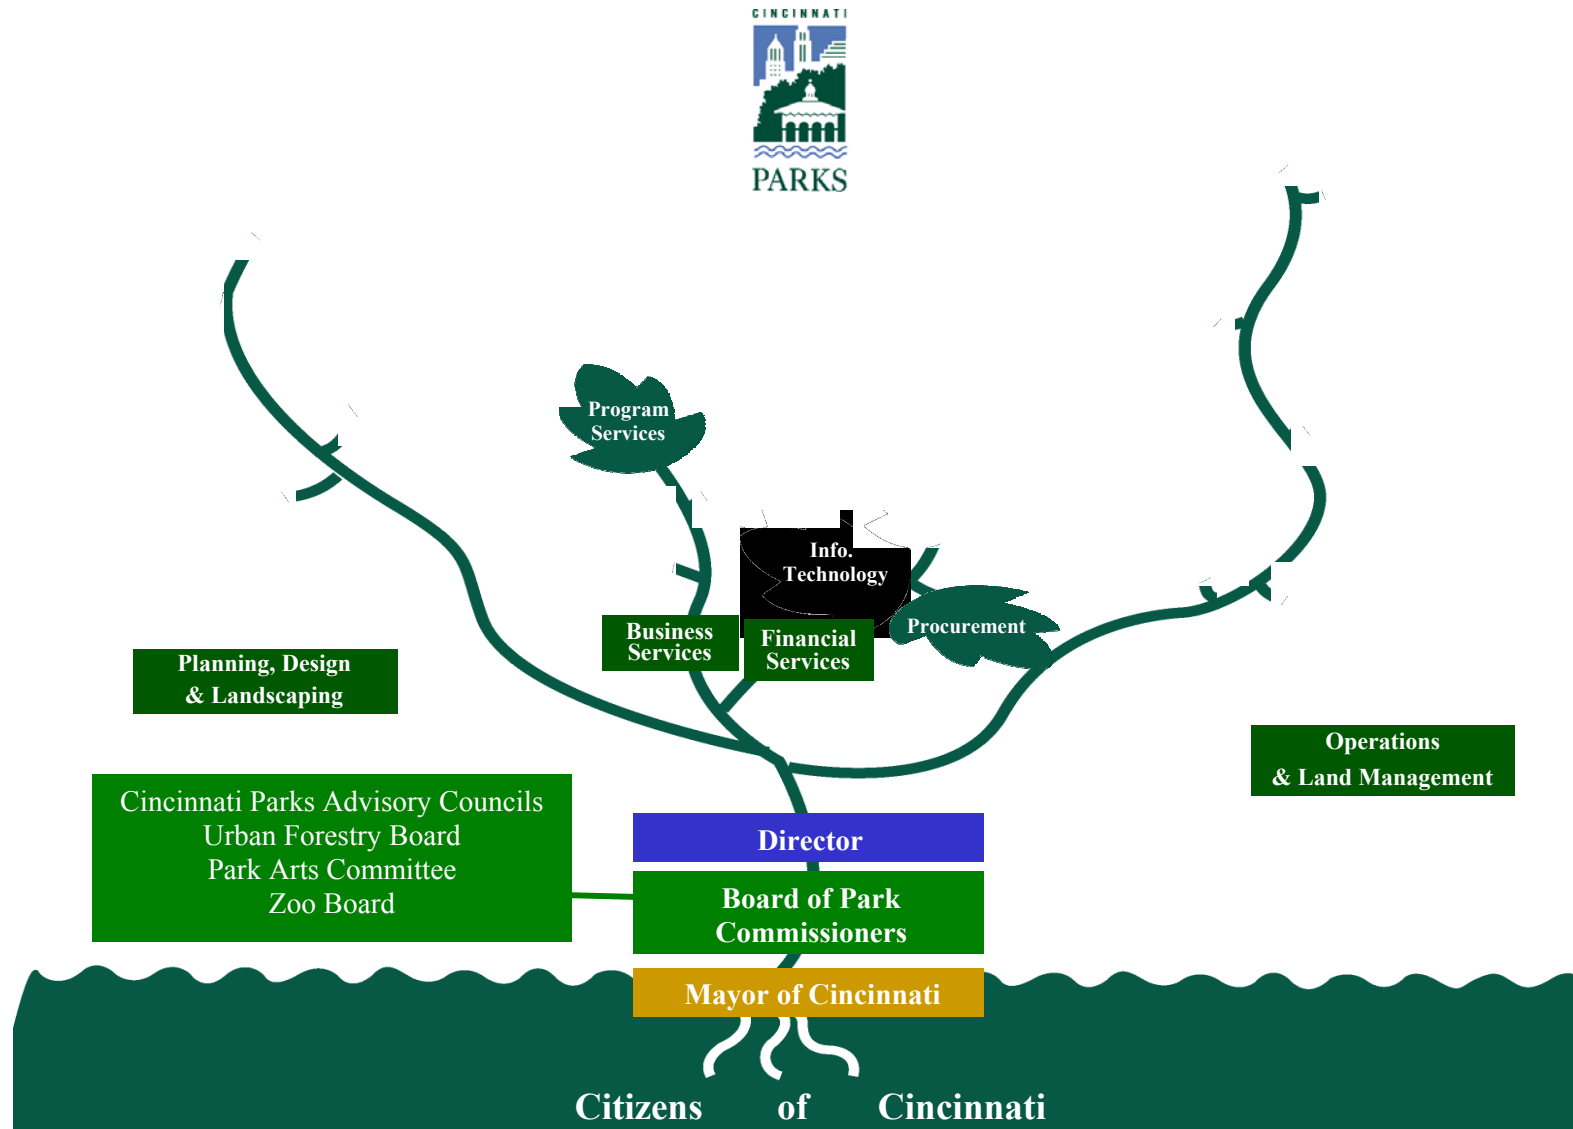 CINCINNATI
PARKS
Program
Services
Info.
Technology
Procurement
Business
Services
Financial
Services
Planning, Design
& Landscaping
Operations
& Land Management
Cincinnati Parks Advisory Councils
Urban Forestry Board
Park Arts Committee
Zoo Board
Director
Board of Park
Commissioners
Mayor of Cincinnati
Citizens of Cincinnati